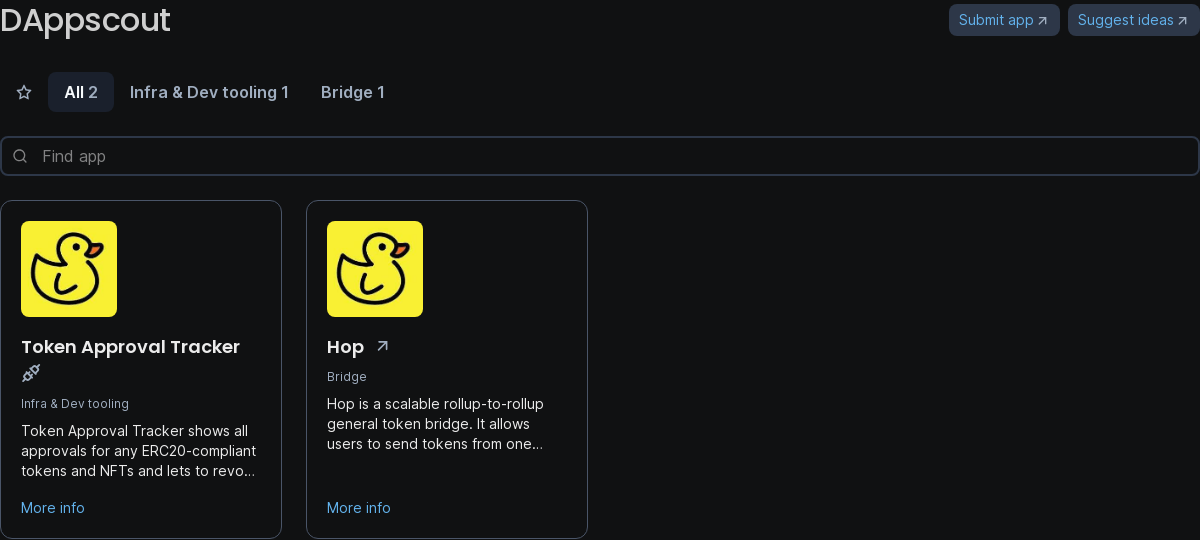 DAppscout
Submit app
Suggest ideas
All 2
Infra & Dev tooling 1
Bridge 1
Find app
Token Approval Tracker
Infra & Dev tooling
Token Approval Tracker shows all
approvals for any ERC20-compliant
tokens and NFTs and lets to revo...
More info
Hop
Bridge
Hop is a scalable rollup-to-rollup
general token bridge. It allows
users to send tokens from one...
More info